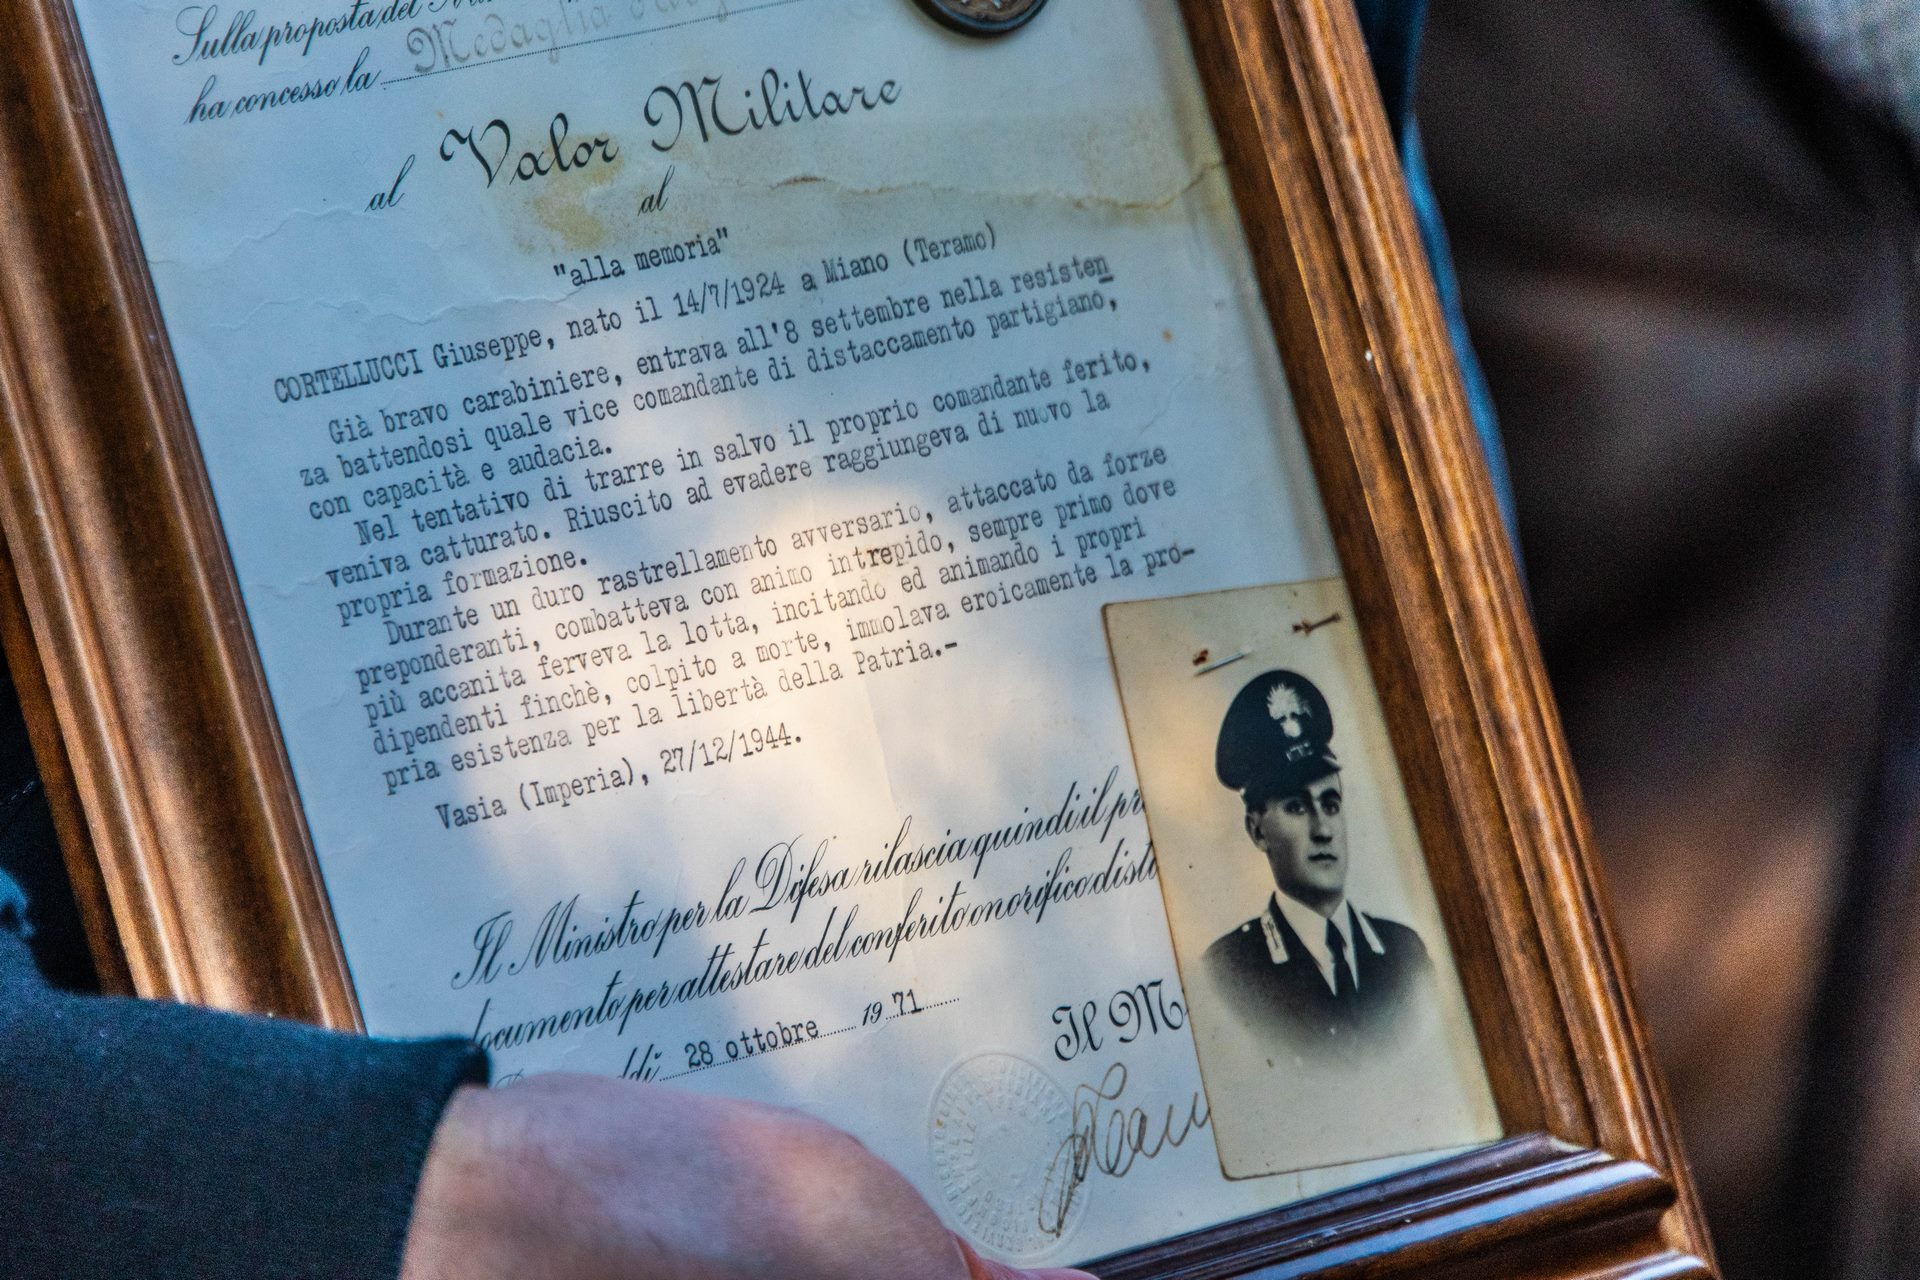 Sulla proposta del
ha concesso la Medaglia d'
al Valor Militare
al
"alla memoria"
CORTELLUCCI Giuseppe, nato il 14/7/1924 a Miano (Teramo)
Già bravo carabiniere, entrava all'8 settembre nella resisten
za battendosi quale vice comandante di distaccamento partigiano,
con capacità e audacia.
Nel tentativo di trarre in salvo il proprio comandante ferito,
veniva catturato. Riuscito ad evadere raggiungeva di nuovo la
propria formazione.
Durante un duro rastrellamento avversario, attaccato da forze
preponderanti, combatteva con animo intrepido, sempre primo dove
più accanita ferveva la lotta, incitando ed animando i propri
dipendenti finchè, colpito a morte, immolava eroicamente la pro-
pria esistenza per la libertà della Patria.-
Vasia (Imperia), 27/12/1944.
Il Ministro per la Difesa rilascia quindi il pr
documento per attestare del conferito onorifico disti
addì 28 ottobre 19 71
Il M